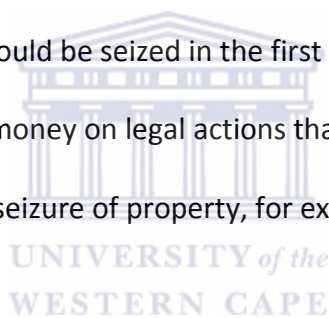 ould be seized in the first
money on legal actions tha
seizure of property, for ex
UNIVERSITY of the
WESTERN CAPE